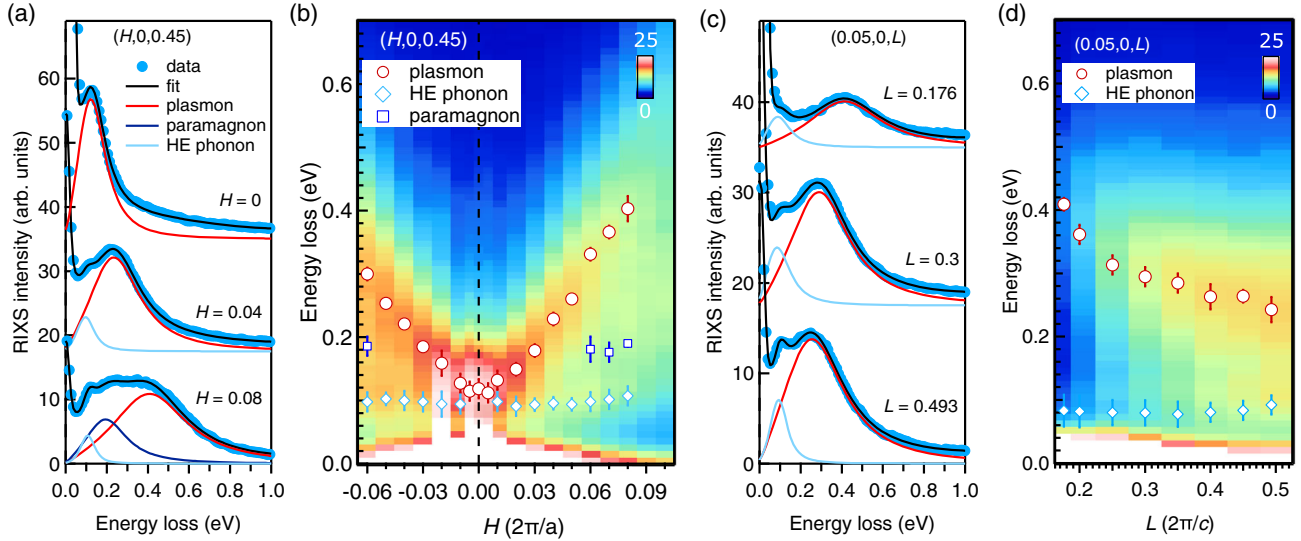 (a)
(H,0,0.45)
data
fit
plasmon
paramagnon
HE phonon
H = 0
H = 0.04
H = 0.08
RIXS intensity (arb. units)
60
50
40
30
20
10
0
0.0 0.2 0.4 0.6 0.8 1.0
Energy loss (eV)
(b)
(H,0,0.45)
25
0
plasmon
HE phonon
paramagnon
Energy loss (eV)
0.6
0.4
0.2
0.0
-0.06 -0.03 0.00 0.03 0.06 0.09
H (2π/a)
(c)
(0.05,0,L)
L = 0.176
L = 0.3
L = 0.493
RIXS intensity (arb. units)
40
30
20
10
0
0.0 0.2 0.4 0.6 0.8 1.0
Energy loss (eV)
(d)
(0.05,0,L)
25
0
plasmon
HE phonon
Energy loss (eV)
0.6
0.4
0.2
0.0
0.2 0.3 0.4 0.5
L (2π/c)